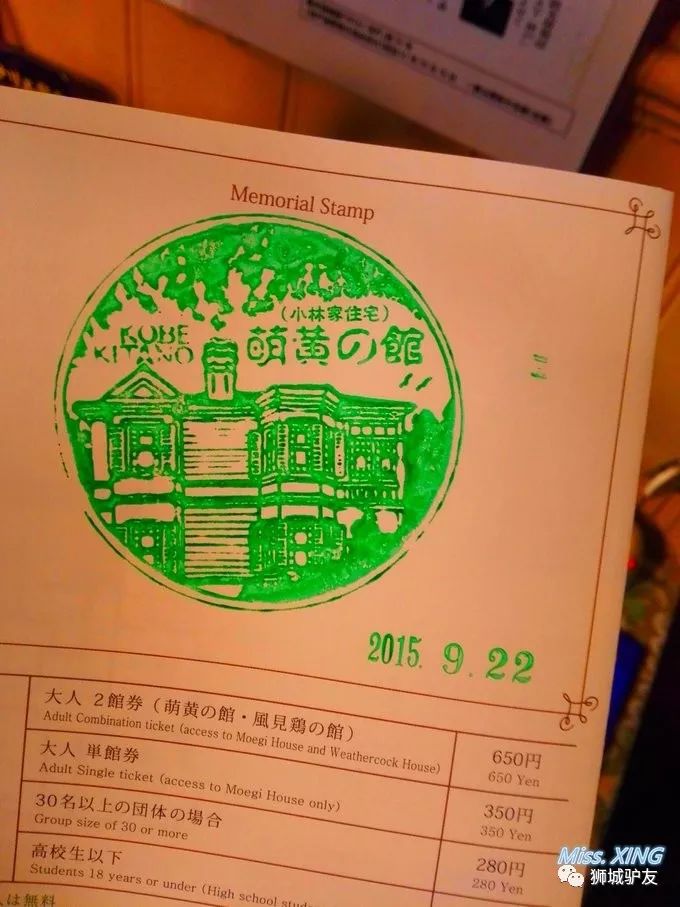 Memorial Stamp
(小林家住宅)
KOBE
KITANO
萌黄の館
2015. 9. 22
大人 2館券(萌黄の館・風見鶏の館)
Adult Combination ticket (access to Moegi House and Weathercock House)
650円
650 Yen
大人 単館券
Adult Single ticket (access to Moegi House only)
350円
350 Yen
30名以上の団体の場合
Group size of 30 or more
280円
280 Yen
高校生以下
Students 18 years or under (High school
は無料
Miss. XING
狮城驴友